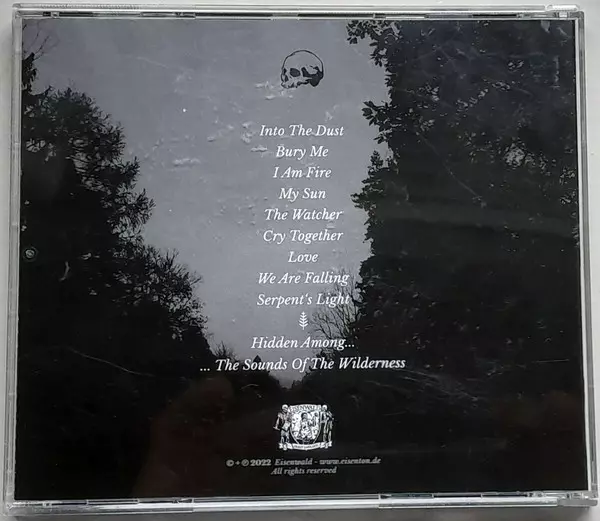 Into The Dust
Bury Me
I Am Fire
My Sun
The Watcher
Cry Together
Love
We Are Falling
Serpent's Light
Hidden Among...
... The Sounds Of The Wilderness
© + ℗ 2022 Eisenwald - www.eisenton.de
All rights reserved